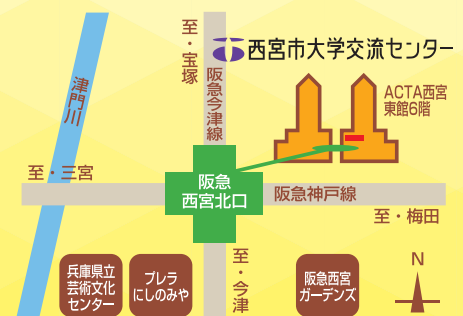 至・宝塚
西宮市大学交流センター
阪急今津線
ACTA西宮
東館6階
津門川
至・三宮
阪急
西宮北口
阪急神戸線
至・梅田
兵庫県立
芸術文化
センター
プレラ
にしのみや
至・今津
阪急西宮
ガーデンズ
N